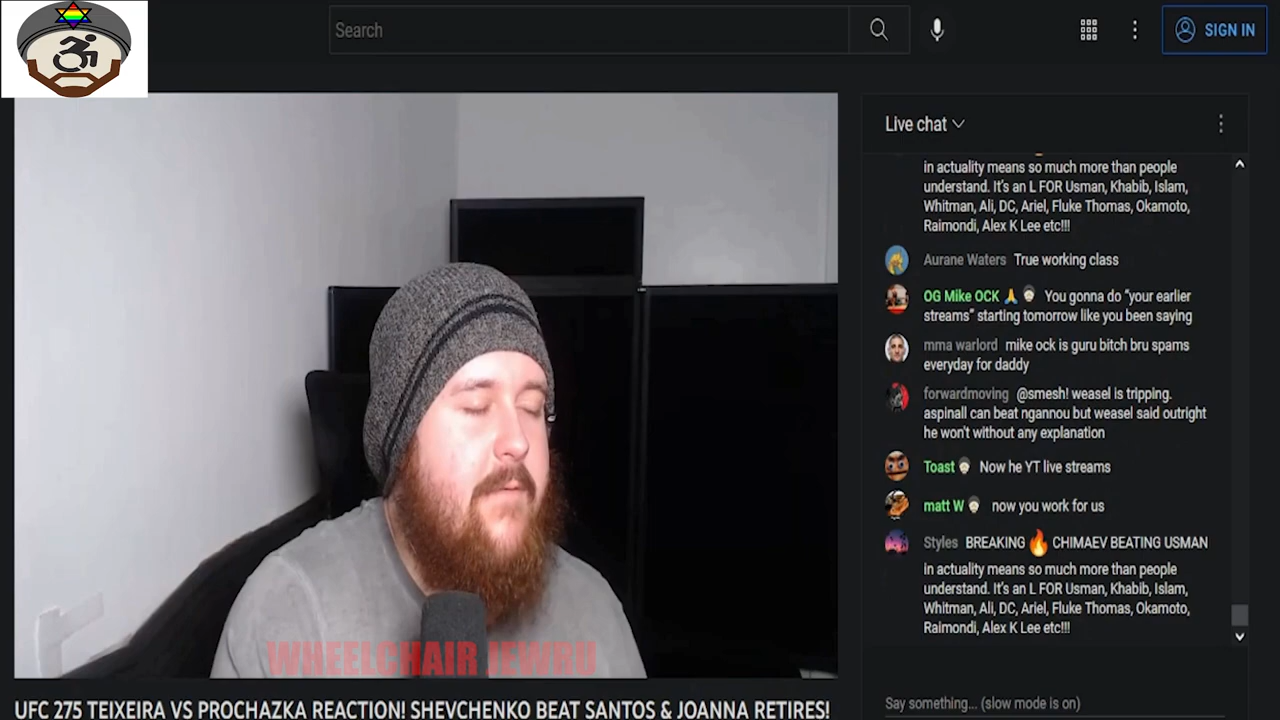 Search
SIGN IN
Live chat
in actuality means so much more than people
understand. It's an L FOR Usman, Khabib, Islam,
Whitman, Ali, DC, Ariel, Fluke Thomas, Okamoto,
Raimondi, Alex K Lee etc!!!
Aurane Waters True working class
OG Mike OCK 🙏 You gonna do “your earlier
streams” starting tomorrow like you been saying
mma warlord mike ock is guru bitch bru spams
everyday for daddy
forwardmoving @smesh! weasel is tripping.
aspinall can beat ngannou but weasel said outright
he won't without any explanation
Toast Now he YT live streams
matt W now you work for us
Styles BREAKING 🔥 CHIMAEV BEATING USMAN
in actuality means so much more than people
understand. It's an L FOR Usman, Khabib, Islam,
Whitman, Ali, DC, Ariel, Fluke Thomas, Okamoto,
Raimondi, Alex K Lee etc!!!
Say something... (slow mode is on)
WHEELCHAIR JEWRU
UFC 275 TEIXEIRA VS PROCHAZKA REACTION! SHEVCHENKO BEAT SANTOS & JOANNA RETIRES!